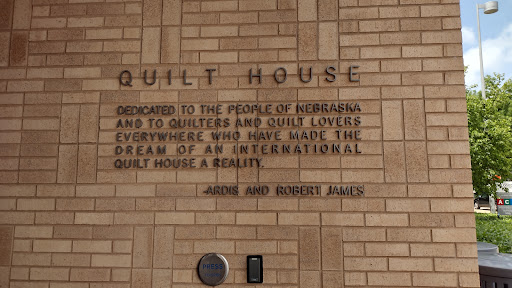 QUILT HOUSE
DEDICATED TO THE PEOPLE OF NEBRASKA
AND TO QUILTERS AND QUILT LOVERS
EVERYWHERE WHO HAVE MADE THE
DREAM OF AN INTERNATIONAL
QUILT HOUSE A REALITY.
-ARDIS AND ROBERT JAMES
PRESS
A C